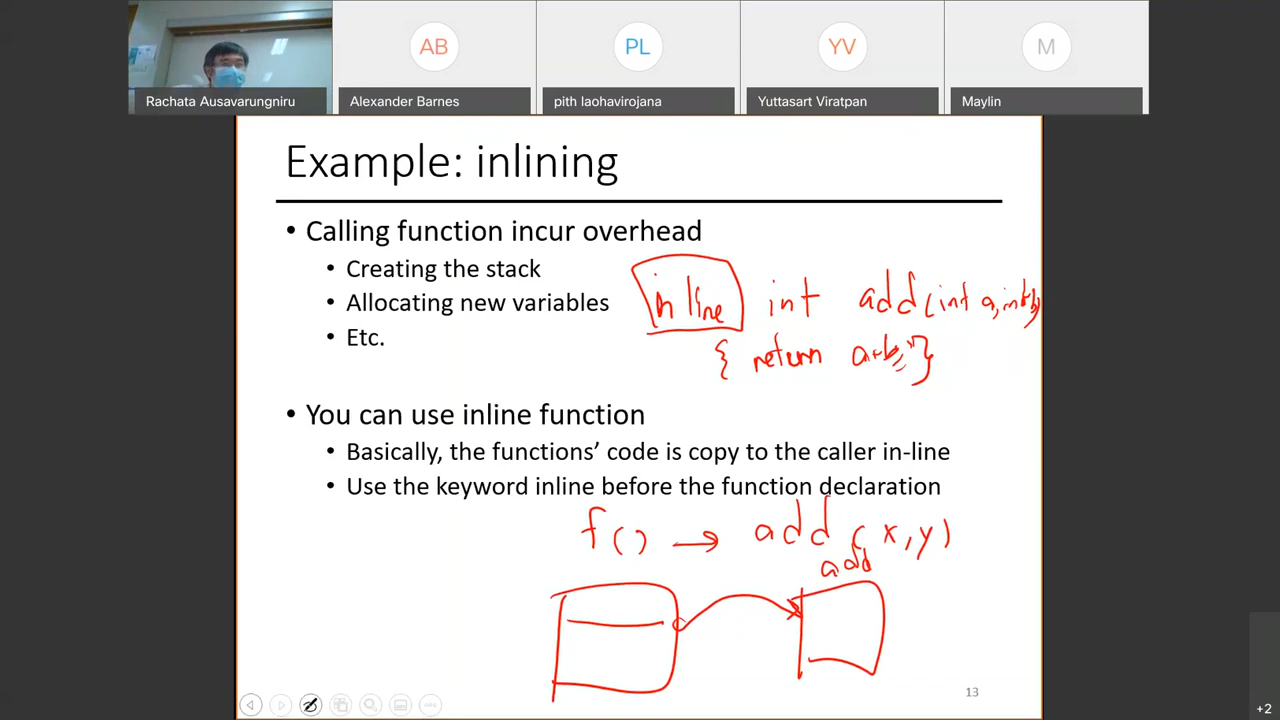 AB
PL
YV
M
Rachata Ausavarungniru
Alexander Barnes
pith laohavirojana
Yuttasart Viratpan
Maylin
Example: inlining
• Calling function incur overhead
• Creating the stack
• Allocating new variables
• Etc.
inline int add(int a, int b)
{ return a+b; }
• You can use inline function
• Basically, the functions’ code is copy to the caller in-line
• Use the keyword inline before the function declaration
f() → add(x,y)
add
13
+2